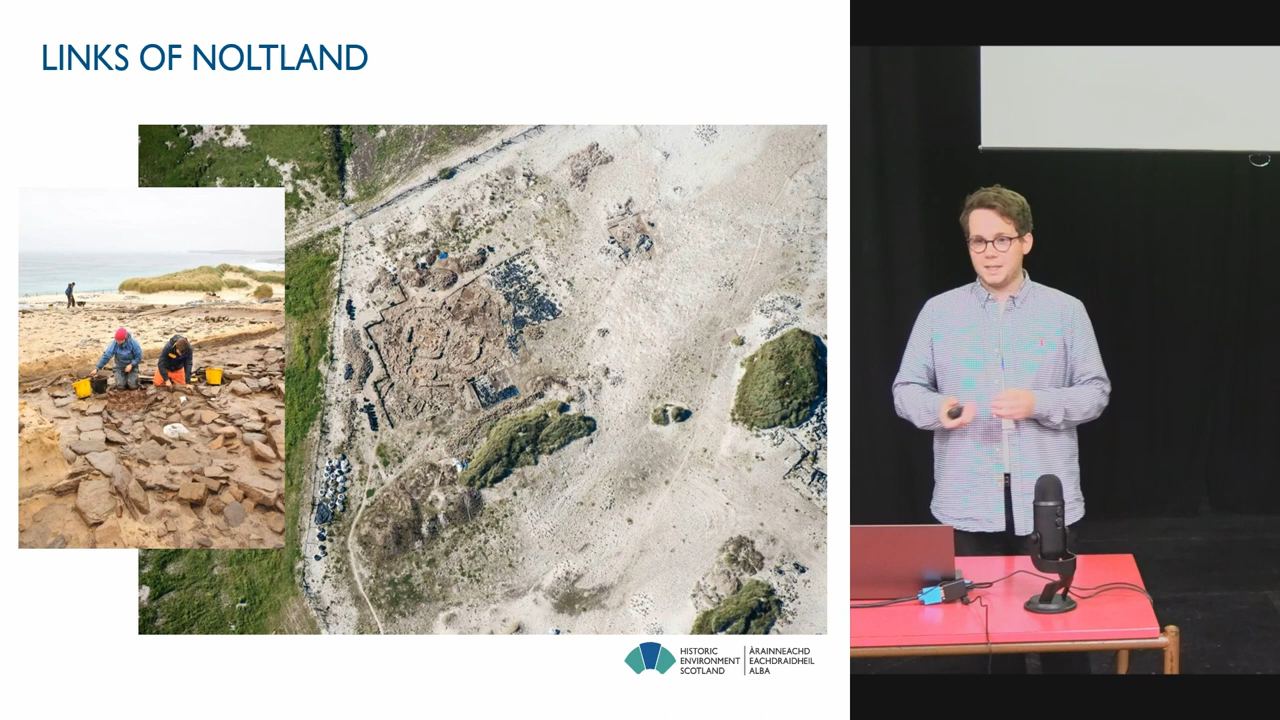 LINKS OF NOLTLAND
HISTORIC
ENVIRONMENT
SCOTLAND
ÀRAINNEACHD
EACHDRAIDHEIL
ALBA